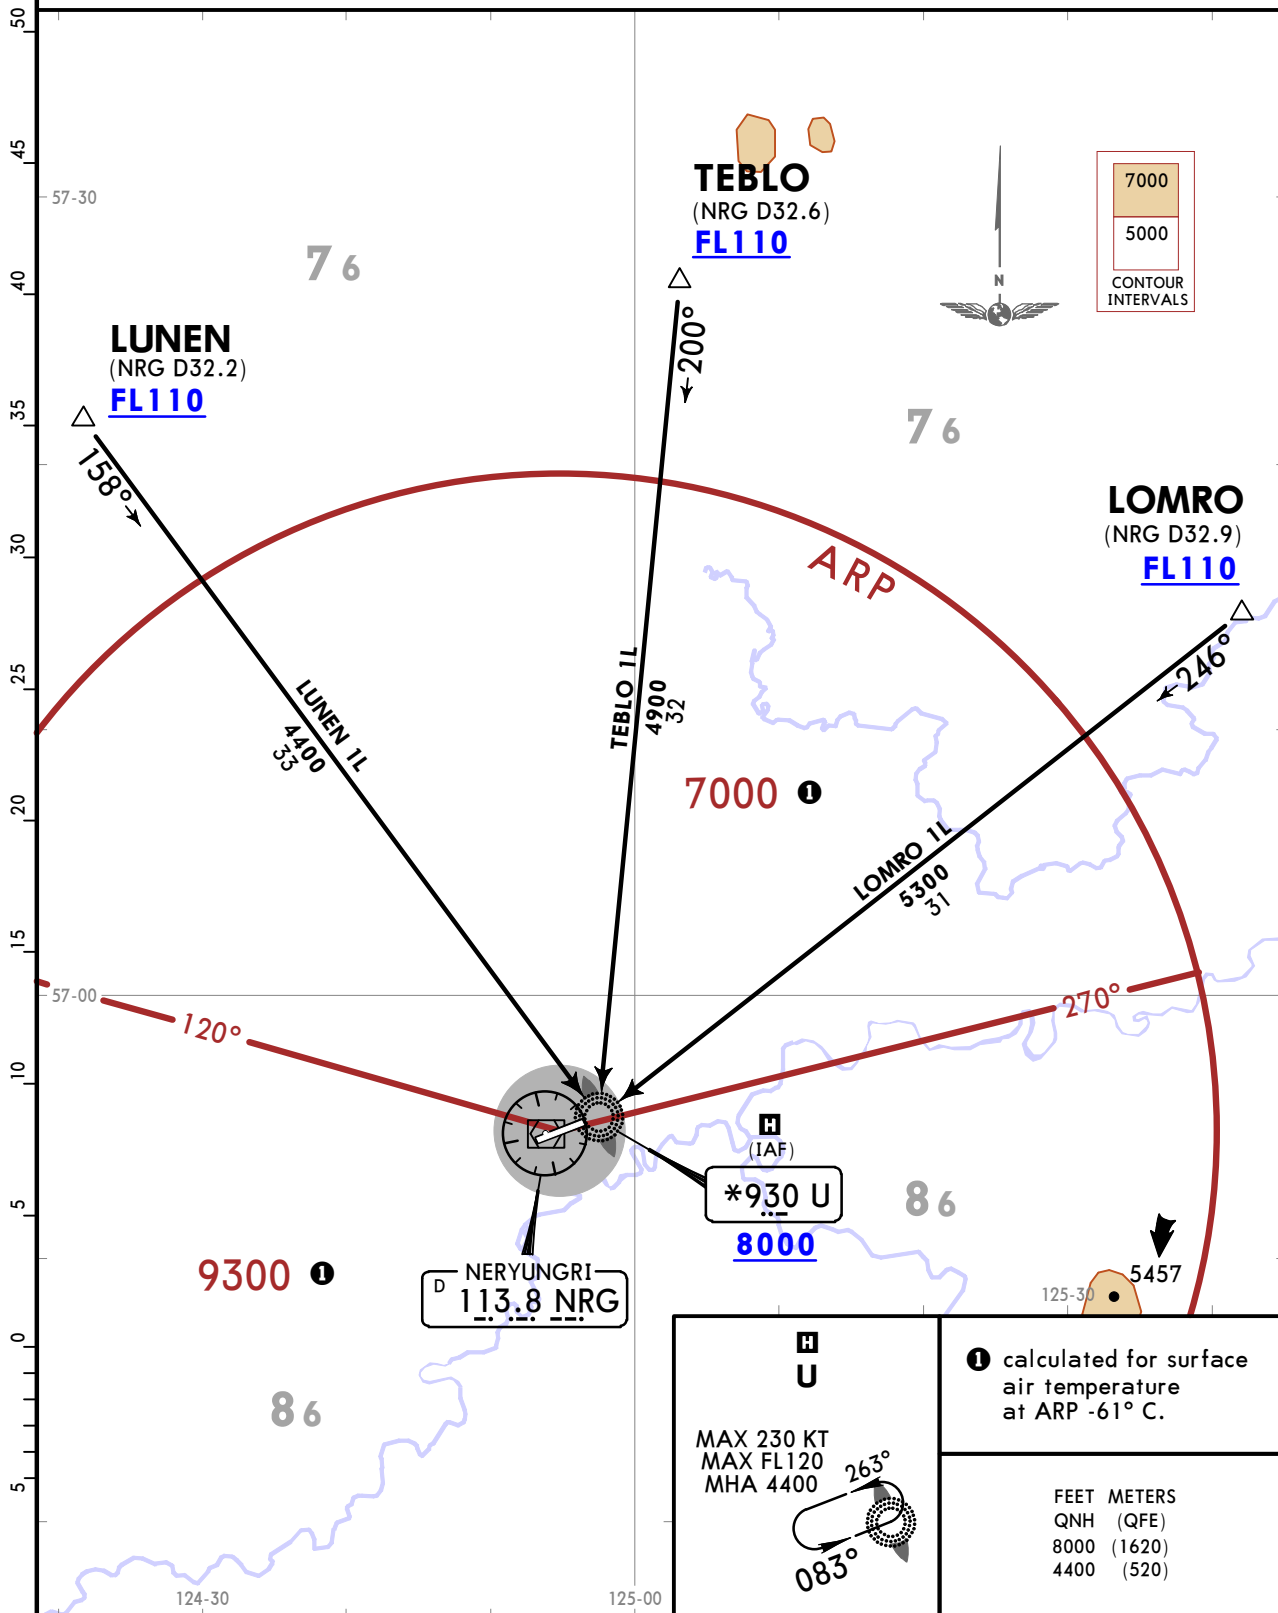 50
45
40
35
30
25
20
15
10
5
0
5
57-30
TEBLO
(NRG D32.6)
FL110
7000
5000
CONTOUR
INTERVALS
N
7 6
LUNEN
(NRG D32.2)
FL110
200°
158°
7 6
LOMRO
(NRG D32.9)
FL110
ARP
246°
LUNEN 1L
4400
33
TEBLO 1L
4900
32
7000 1
LOMRO 1L
5300
31
57-00
120°
270°
H
(IAF)
*930 U
8000
8 6
9300 1
D NERYUNGRI
113.8 NRG
5457
125-30
8 6
H
U
MAX 230 KT
MAX FL120
MHA 4400
263°
083°
1 calculated for surface
air temperature
at ARP -61° C.
FEET METERS
QNH (QFE)
8000 (1620)
4400 (520)
124-30
125-00